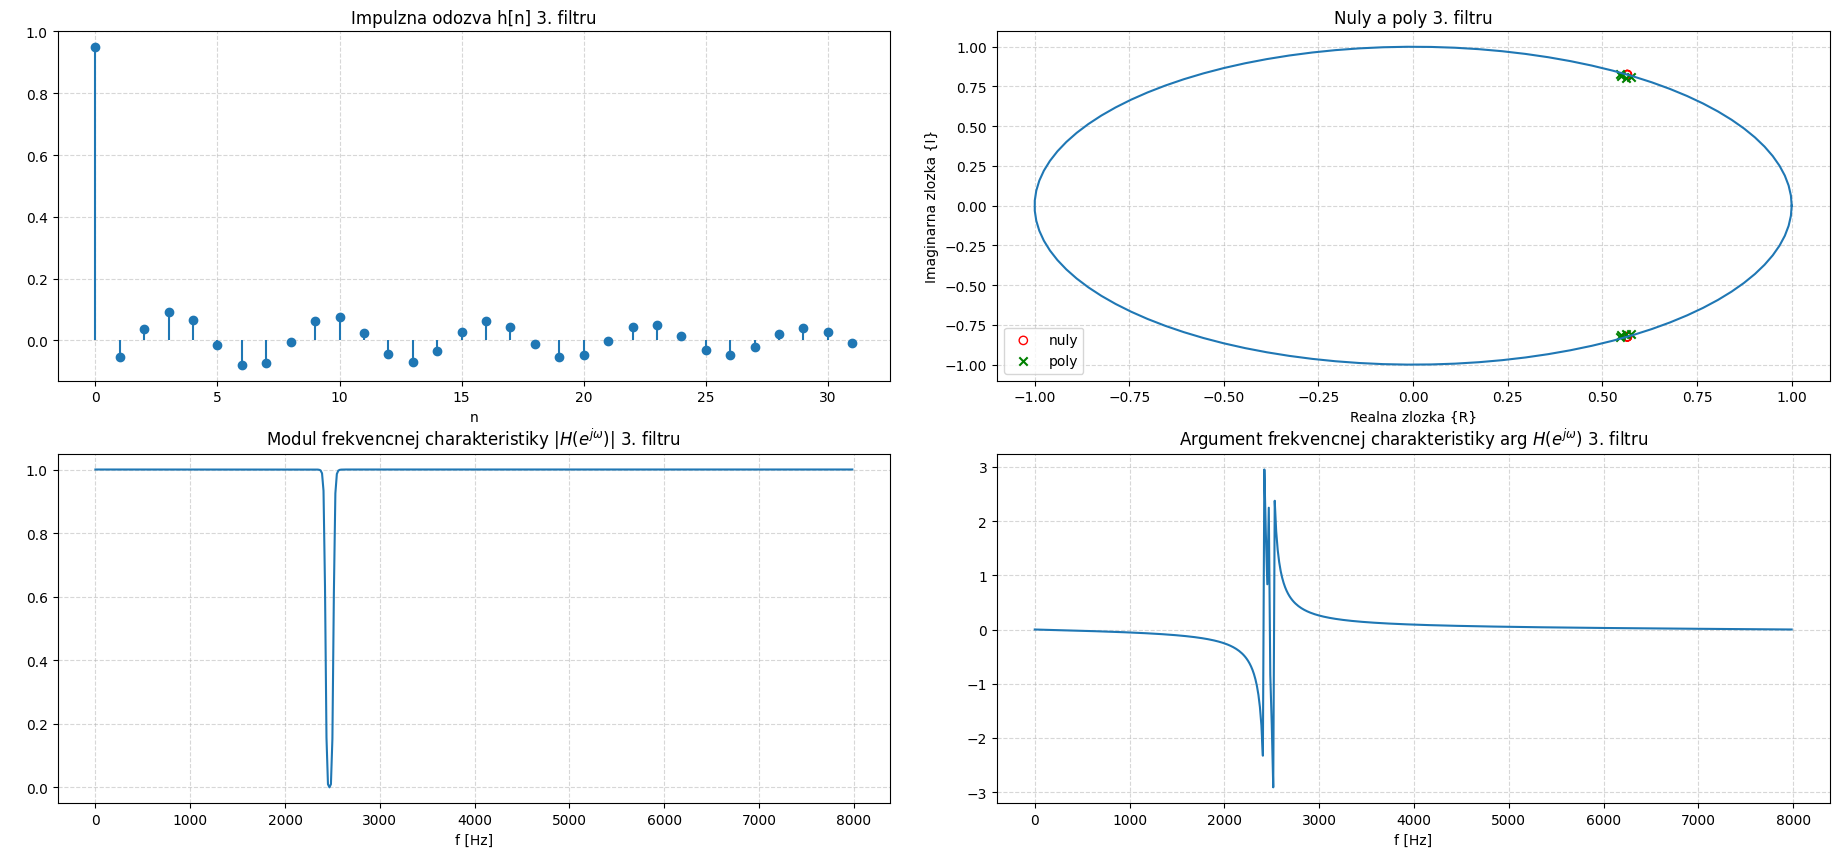 Impulzna odozva h[n] 3. filtru
1.0
0.8
0.6
0.4
0.2
0.0
0 5 10 15 20 25 30
n
Nuly a poly 3. filtru
Imaginarna zlozka {I}
1.00
0.75
0.50
0.25
0.00
−0.25
−0.50
−0.75
−1.00
nuly
poly
−1.00 −0.75 −0.50 −0.25 0.00 0.25 0.50 0.75 1.00
Realna zlozka {R}
Modul frekvencnej charakteristiky |H(e^{jω})| 3. filtru
1.0
0.8
0.6
0.4
0.2
0.0
0 1000 2000 3000 4000 5000 6000 7000 8000
f [Hz]
Argument frekvencnej charakteristiky arg H(e^{jω}) 3. filtru
3
2
1
0
−1
−2
−3
0 1000 2000 3000 4000 5000 6000 7000 8000
f [Hz]